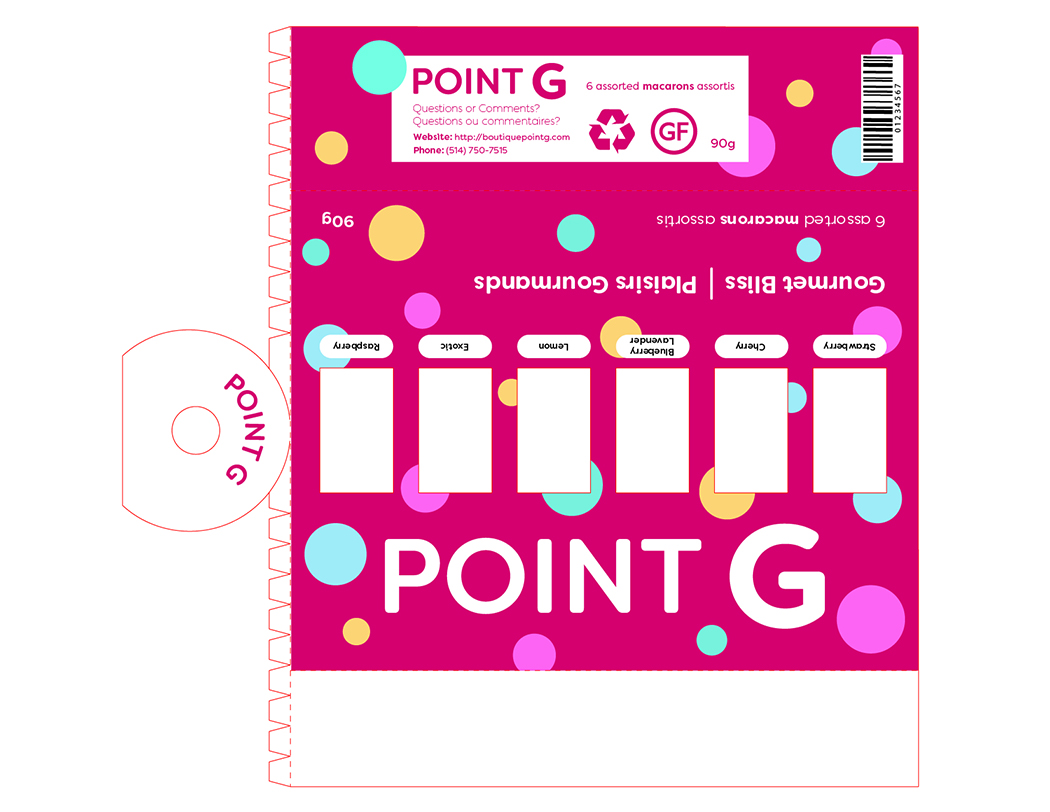 POINT G
6 assorted macarons assortis
Questions or Comments?
Questions ou commentaires?
Website: http://boutiquepointg.com
Phone: (514) 750-7515
GF
90g
01234567
6 assorted macarons assortis
90g
Gourmet Bliss | Plaisirs Gourmands
Strawberry
Cherry
Blueberry
Lavender
Lemon
Exotic
Raspberry
POINT G
POINT G